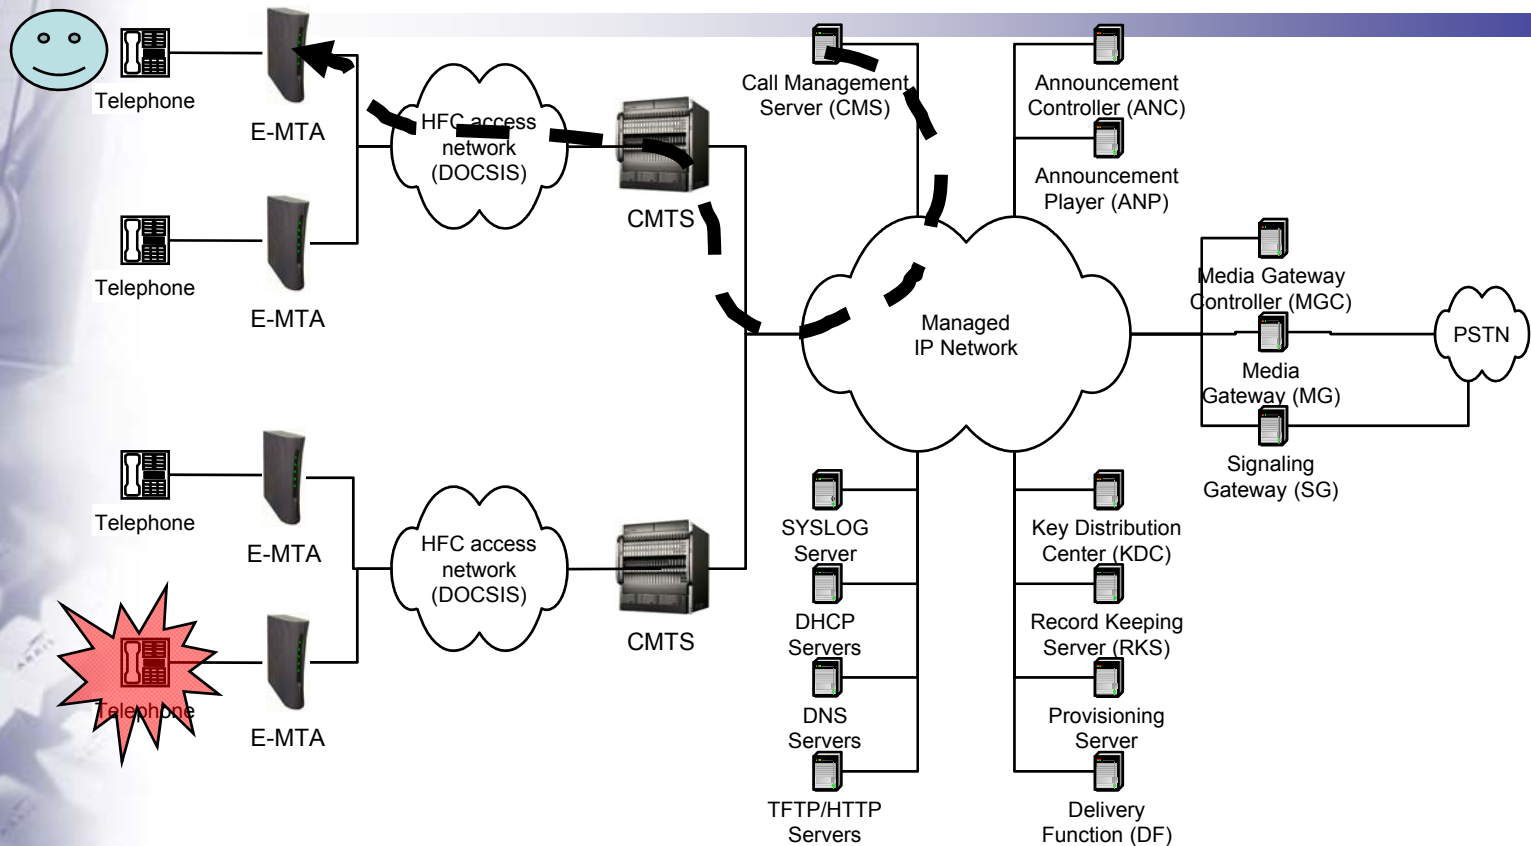 Telephone
E-MTA
HFC access
network
(DOCSIS)
CMTS
Call Management
Server (CMS)
Announcement
Controller (ANC)
Announcement
Player (ANP)
Telephone
E-MTA
Media Gateway
Controller (MGC)
Managed
IP Network
PSTN
Media
Gateway (MG)
Signaling
Gateway (SG)
Telephone
E-MTA
HFC access
network
(DOCSIS)
CMTS
SYSLOG
Server
Key Distribution
Center (KDC)
DHCP
Servers
Record Keeping
Server (RKS)
Telephone
E-MTA
DNS
Servers
Provisioning
Server
TFTP/HTTP
Servers
Delivery
Function (DF)